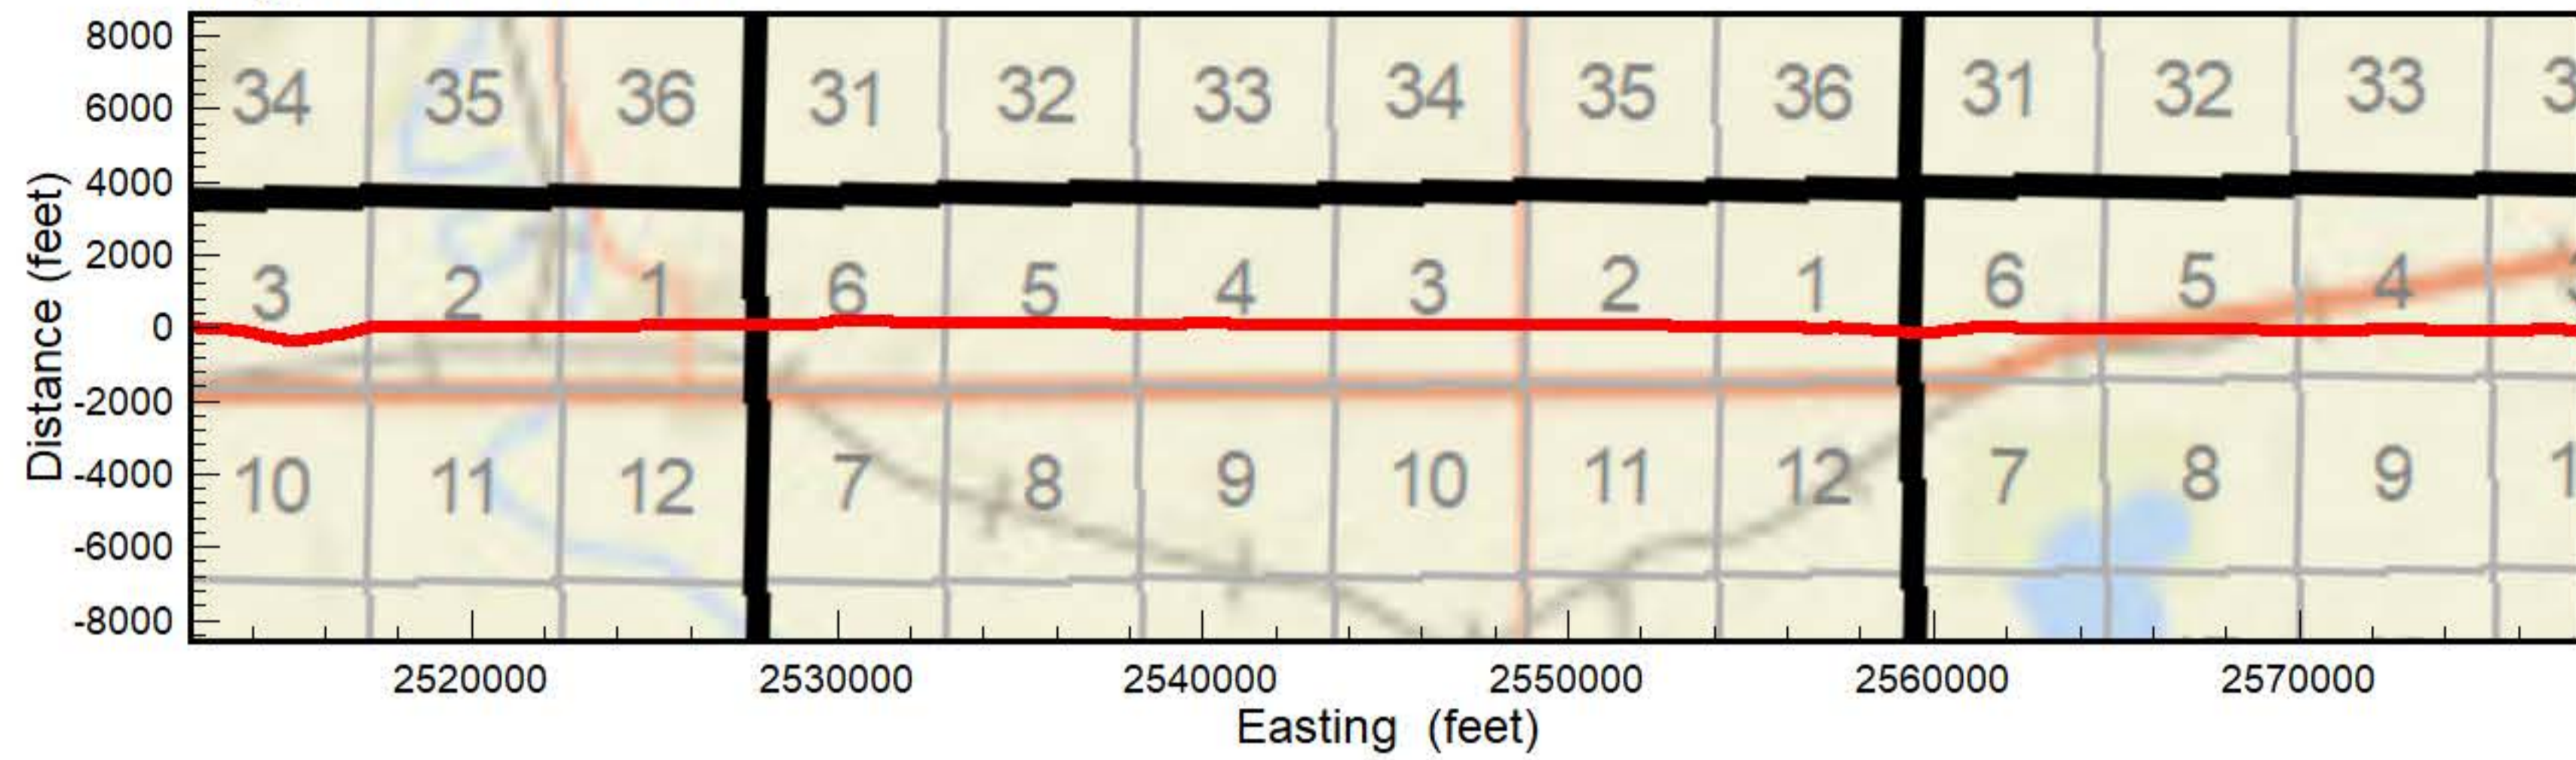 8000
34 35 36 31 32 33 34 35 36 31 32 33 3
6000
4000
2000
3 2 1 6 5 4 3 2 1 6 5 4
0
-2000
-4000
10 11 12 7 8 9 10 11 12 7 8 9 1
-6000
-8000
Distance (feet)
2520000 2530000 2540000 2550000 2560000 2570000
Easting (feet)